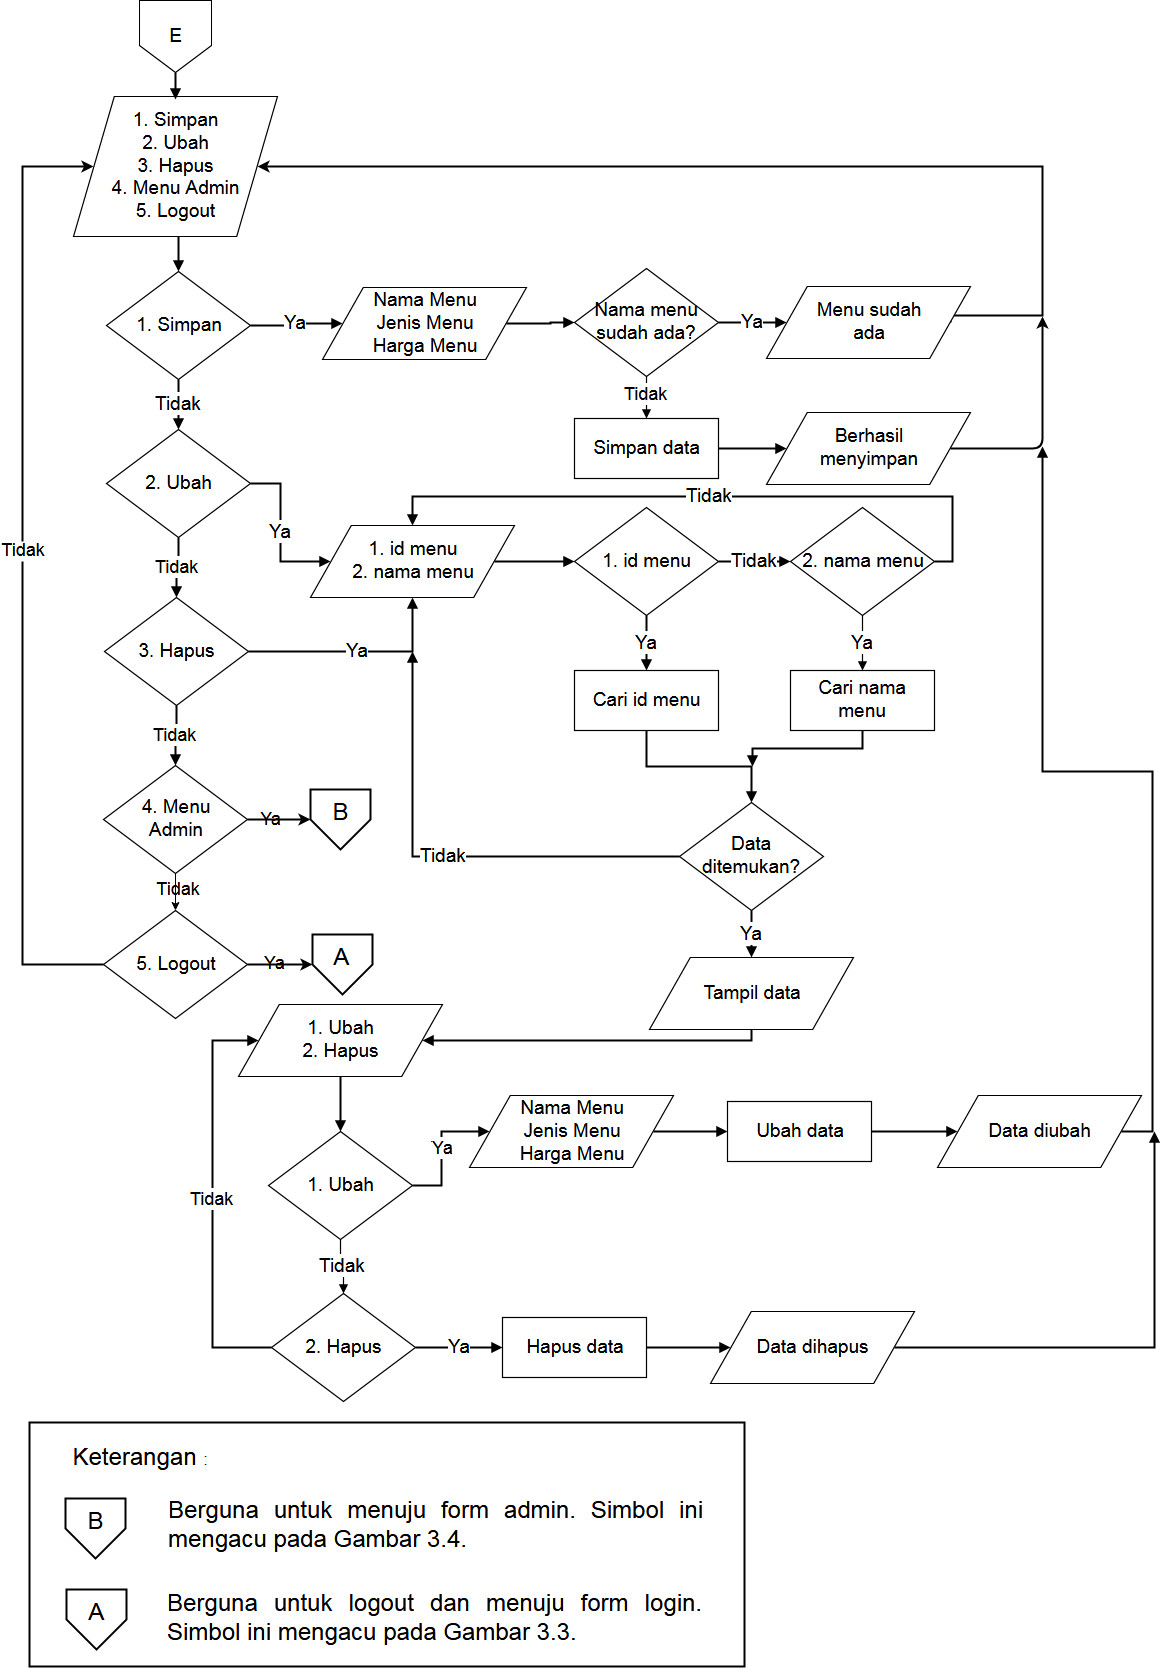 E
1. Simpan
2. Ubah
3. Hapus
4. Menu Admin
5. Logout
1. Simpan
Ya
Nama Menu
Jenis Menu
Harga Menu
Nama menu
sudah ada?
Ya
Menu sudah
ada
Tidak
Tidak
Simpan data
Berhasil
menyimpan
2. Ubah
Ya
Tidak
1. id menu
2. nama menu
1. id menu
Tidak
2. nama menu
Tidak
Tidak
3. Hapus
Ya
Ya
Ya
Cari id menu
Cari nama
menu
Tidak
4. Menu
Admin
Ya
B
Data
ditemukan?
Tidak
Tidak
Ya
5. Logout
Ya
A
Tampil data
1. Ubah
2. Hapus
Nama Menu
Jenis Menu
Harga Menu
Ubah data
Data diubah
Ya
1. Ubah
Tidak
Tidak
2. Hapus
Ya
Hapus data
Data dihapus
Keterangan :
B
Berguna untuk menuju form admin. Simbol ini
mengacu pada Gambar 3.4.
A
Berguna untuk logout dan menuju form login.
Simbol ini mengacu pada Gambar 3.3.